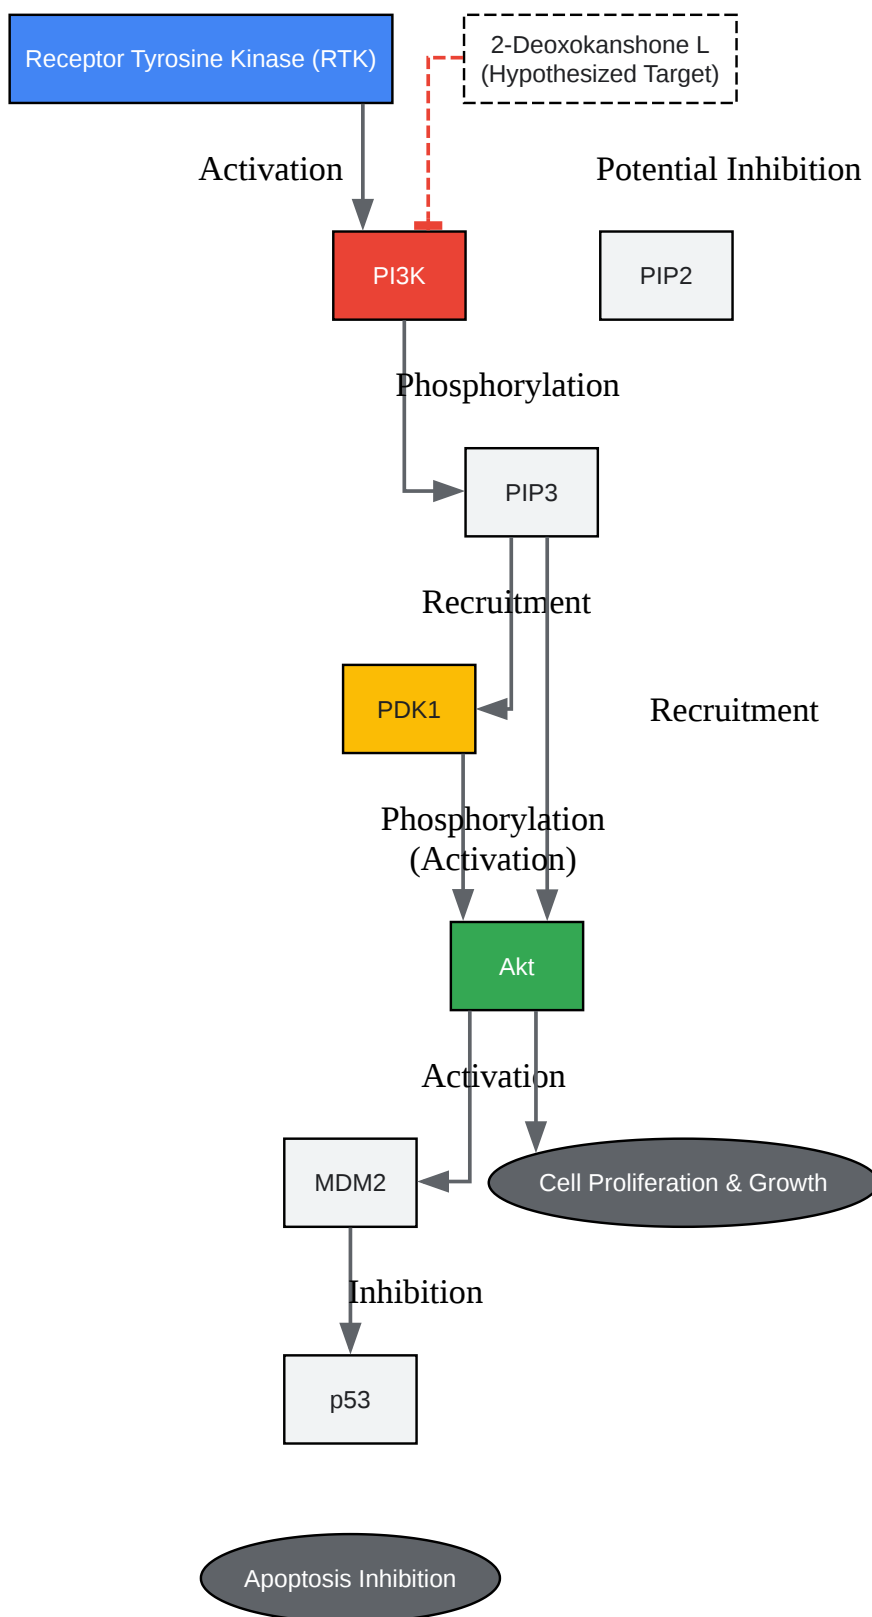 Receptor Tyrosine Kinase (RTK)
2-Deoxokanshone L
(Hypothesized Target)
Activation
Potential Inhibition
PI3K
PIP2
Phosphorylation
PIP3
Recruitment
PDK1
Recruitment
Phosphorylation
(Activation)
Akt
Activation
MDM2
Cell Proliferation & Growth
Inhibition
p53
Apoptosis Inhibition